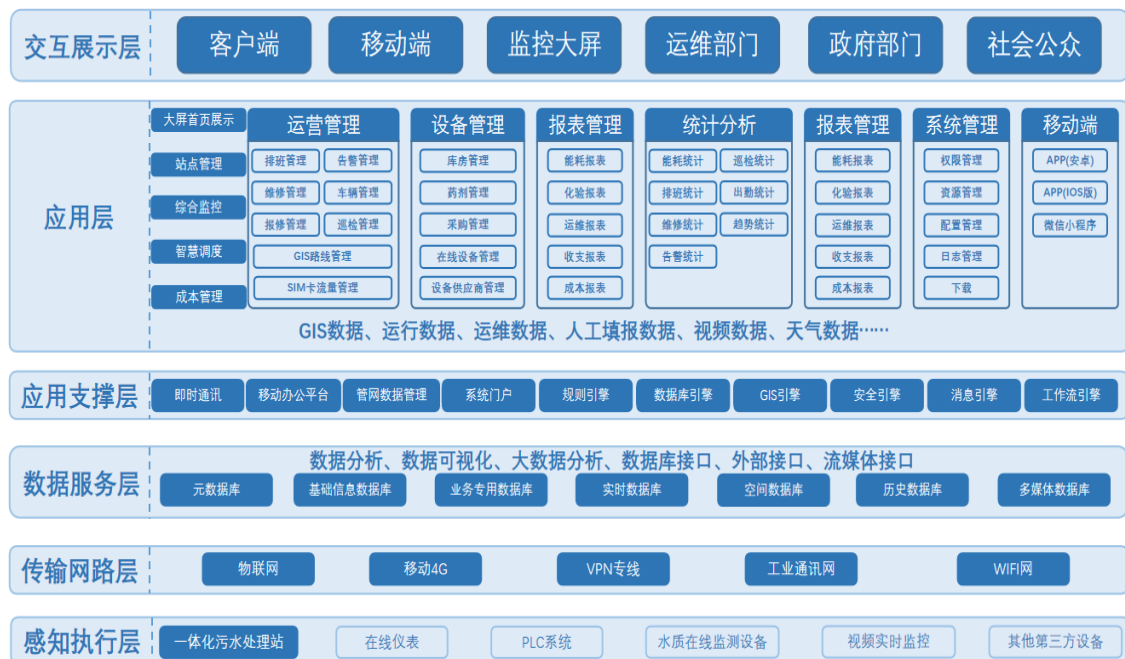 交互展示层
客户端
移动端
监控大屏
运维部门
政府部门
社会公众
应用层
大屏首页展示
站点管理
综合监控
智慧调度
成本管理
运营管理
排班管理 告警管理
维修管理 车辆管理
报修管理 巡检管理
GIS路线管理
SIM卡流量管理
设备管理
库房管理
药剂管理
采购管理
在线设备管理
设备供应商管理
报表管理
能耗报表
化验报表
运维报表
收支报表
成本报表
统计分析
能耗统计 巡检统计
排班统计 出勤统计
维修统计 趋势统计
告警统计
报表管理
能耗报表
化验报表
运维报表
收支报表
成本报表
系统管理
权限管理
资源管理
配置管理
日志管理
下载
移动端
APP(安卓)
APP(IOS版)
微信小程序
GIS数据、运行数据、运维数据、人工填报数据、视频数据、天气数据……
应用支撑层
即时通讯
移动办公平台
管网数据管理
系统门户
规则引擎
数据库引擎
GIS引擎
安全引擎
消息引擎
工作流引擎
数据服务层
数据分析、数据可视化、大数据分析、数据库接口、外部接口、流媒体接口
元数据库
基础信息数据库
业务专用数据库
实时数据库
空间数据库
历史数据库
多媒体数据库
传输网路层
物联网
移动4G
VPN专线
工业通讯网
WIFI网
感知执行层
一体化污水处理站
在线仪表
PLC系统
水质在线监测设备
视频实时监控
其他第三方设备